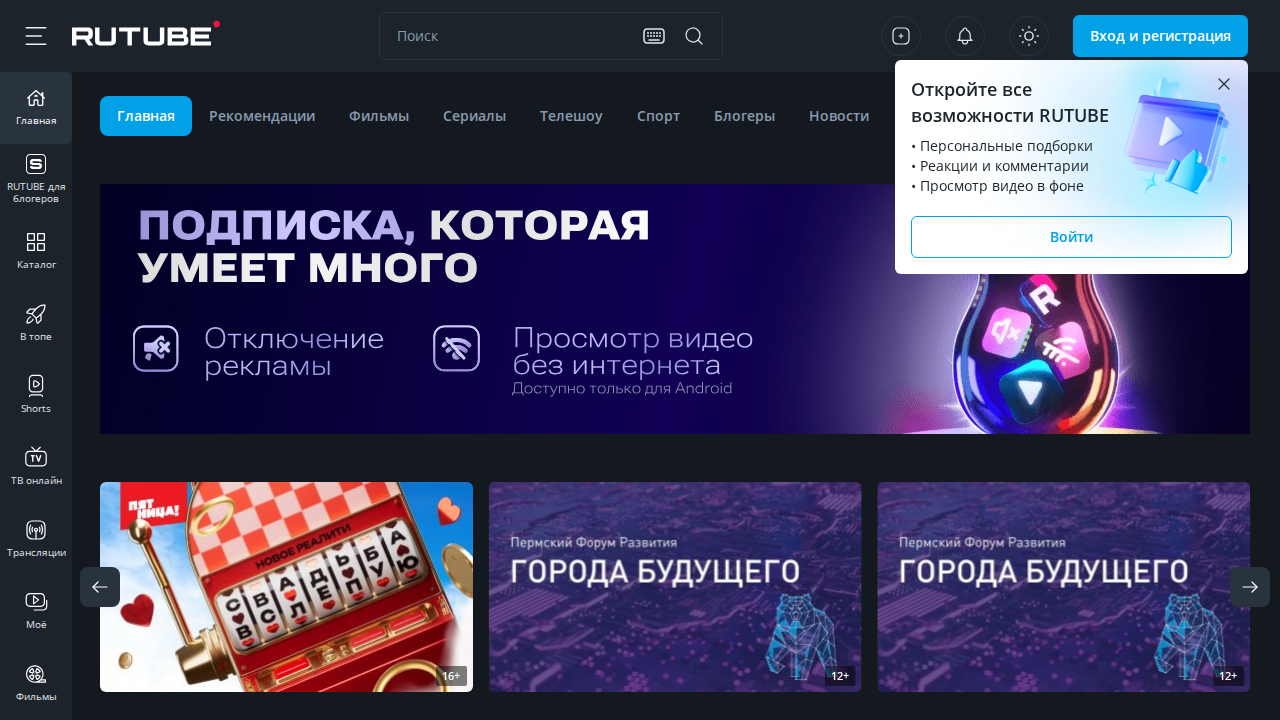 RUTUBE
Поиск
Вход и регистрация
Главная
RUTUBE для
блогеров
Каталог
В топе
Shorts
ТВ онлайн
Трансляции
Моё
Фильмы
Главная
Рекомендации
Фильмы
Сериалы
Телешоу
Спорт
Блогеры
Новости
Откройте все
возможности RUTUBE
• Персональные подборки
• Реакции и комментарии
• Просмотр видео в фоне
Войти
ПОДПИСКА, КОТОРАЯ
УМЕЕТ МНОГО
Отключение
рекламы
Просмотр видео
без интернета
Доступно только для Android
ПЯТНИЦА!
НОВОЕ РЕАЛИТИ
СВАДЬБА
ВСЛЕПУЮ
16+
Пермский Форум Развития
ГОРОДА БУДУЩЕГО
12+
Пермский Форум Развития
ГОРОДА БУДУЩЕГО
12+